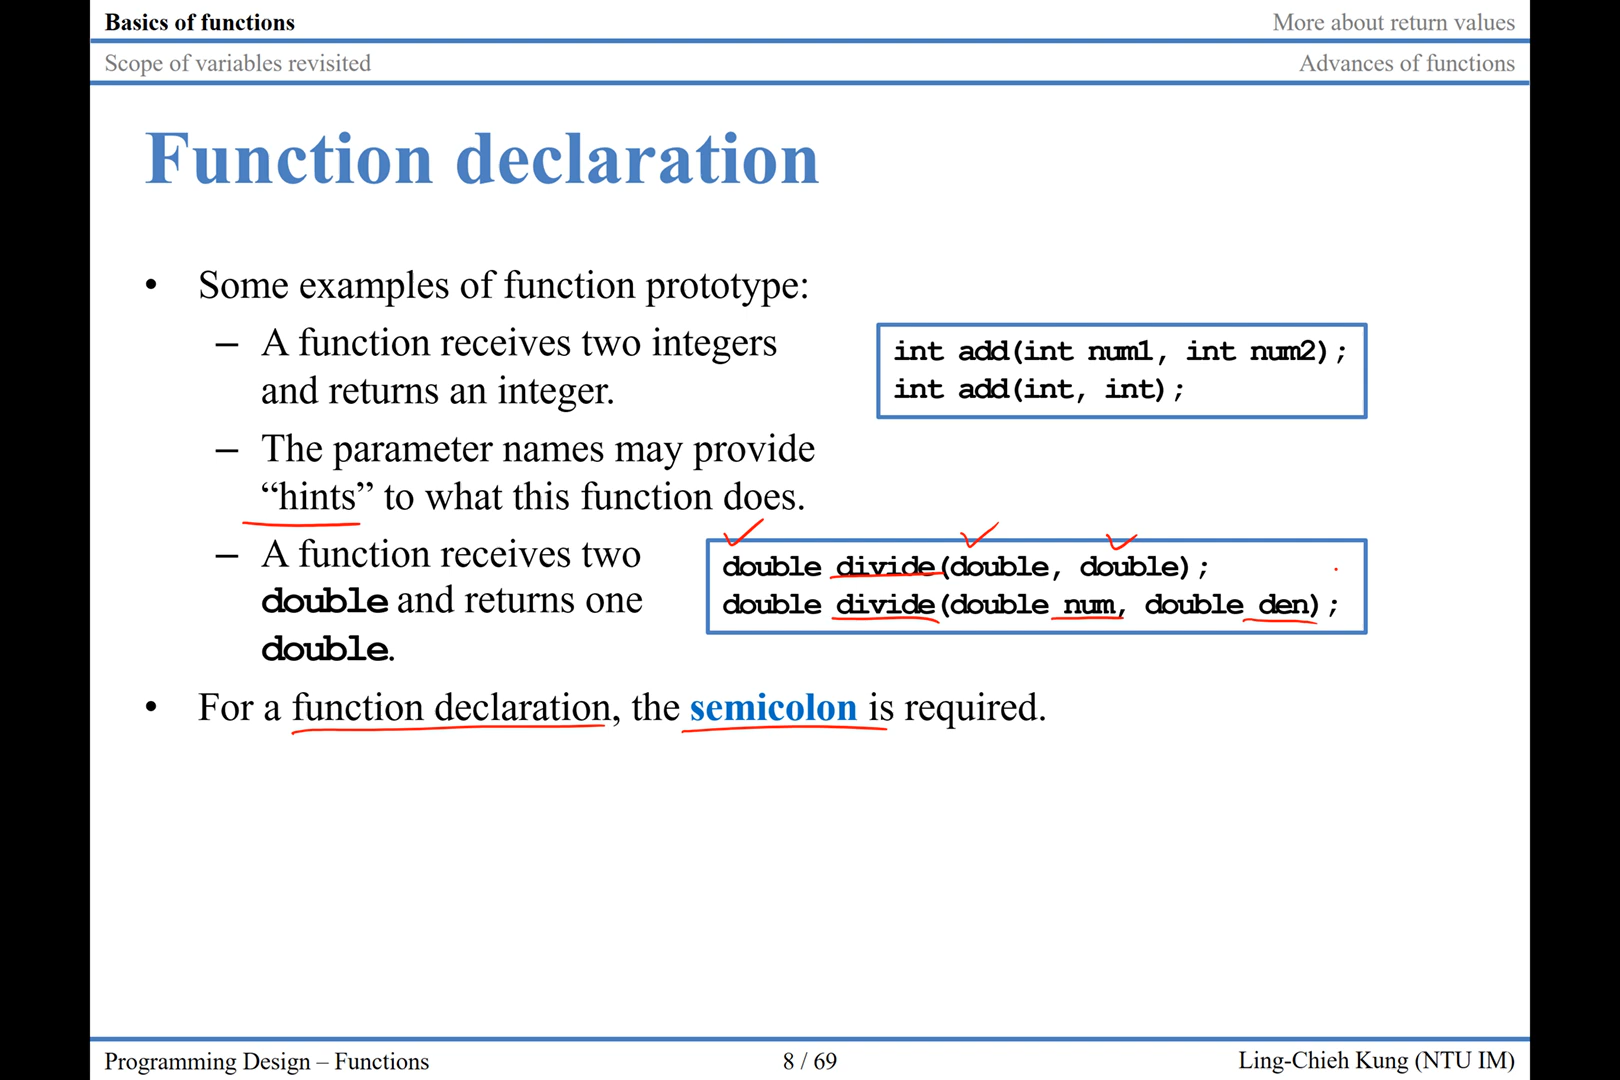 Basics of functions
More about return values
Scope of variables revisited
Advances of functions
Function declaration
• Some examples of function prototype:
– A function receives two integers
and returns an integer.
int add(int num1, int num2);
int add(int, int);
– The parameter names may provide
“hints” to what this function does.
– A function receives two
double and returns one
double.
double divide(double, double);
double divide(double num, double den);
• For a function declaration, the semicolon is required.
Programming Design – Functions
8 / 69
Ling-Chieh Kung (NTU IM)